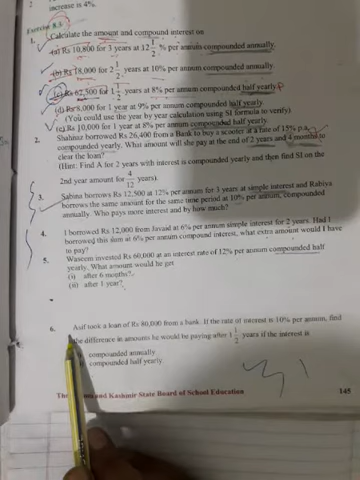 increase is 4%.
Exercise 8.3
1. Calculate the amount and compound interest on
(a) Rs 10,800 for 3 years at 12 1/2 % per annum compounded annually.
(b) Rs 18,000 for 2 1/2 years at 10% per annum compounded annually.
(c) Rs 62,500 for 1 1/2 years at 8% per annum compounded half yearly.
(d) Rs 8,000 for 1 year at 9% per annum compounded half yearly.
(You could use the year by year calculation using SI formula to verify)
(e) Rs 10,000 for 1 year at 8% per annum compounded half yearly.
2. Shahnaz borrowed Rs 26,400 from a Bank to buy a scooter at a rate of 15% p.a.
compounded yearly. What amount will she pay at the end of 2 years and 4 months to
clear the loan?
(Hint: Find A for 2 years with interest is compounded yearly and then find SI on the
2nd year amount for 4/12 years).
3. Sabina borrows Rs 12,500 at 12% per annum for 3 years at simple interest and Rabiya
borrows the same amount for the same time period at 10% per annum, compounded
annually. Who pays more interest and by how much?
4. I borrowed Rs 12,000 from Javaid at 6% per annum simple interest for 2 years. Had I
borrowed this sum at 6% per annum compound interest, what extra amount would I have
to pay?
5. Waseem invested Rs 60,000 at an interest rate of 12% per annum compounded half
yearly. What amount would he get
(i) after 6 months?
(ii) after 1 year?
6. Asif took a loan of Rs 80,000 from a bank. If the rate of interest is 10% per annum, find
the difference in amounts he would be paying after 1 1/2 years if the interest is
compounded annually
compounded half yearly
and Kashmir State Board of School Education
145